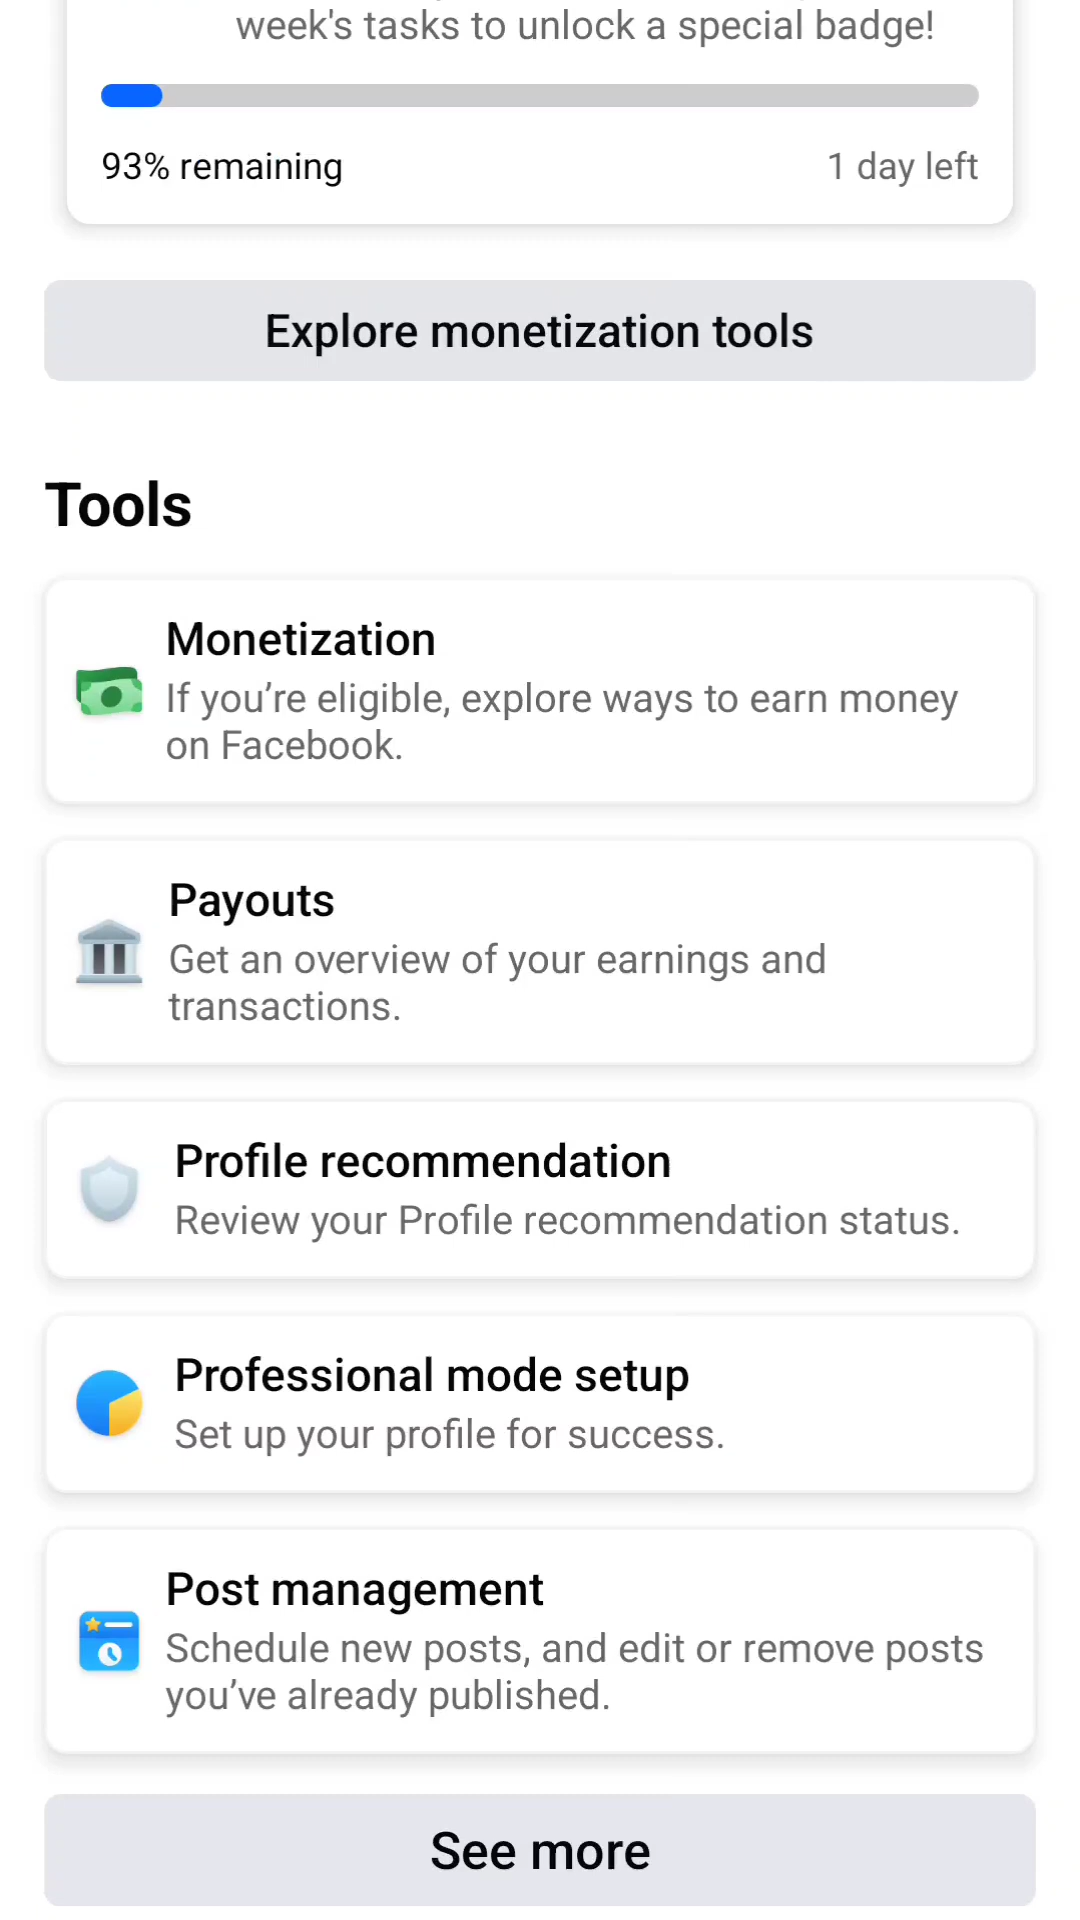 week's tasks to unlock a special badge!
93% remaining
1 day left
Explore monetization tools
Tools
Monetization
If you’re eligible, explore ways to earn money
on Facebook.
Payouts
Get an overview of your earnings and
transactions.
Profile recommendation
Review your Profile recommendation status.
Professional mode setup
Set up your profile for success.
Post management
Schedule new posts, and edit or remove posts
you’ve already published.
See more